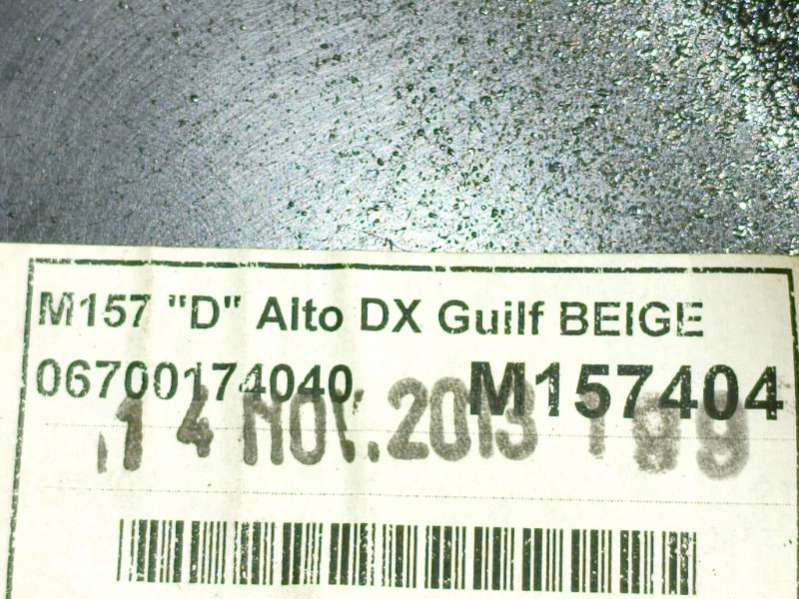 M157 "D" Alto DX Guilf BEIGE
06700174040 M157404
14 NOV.2013